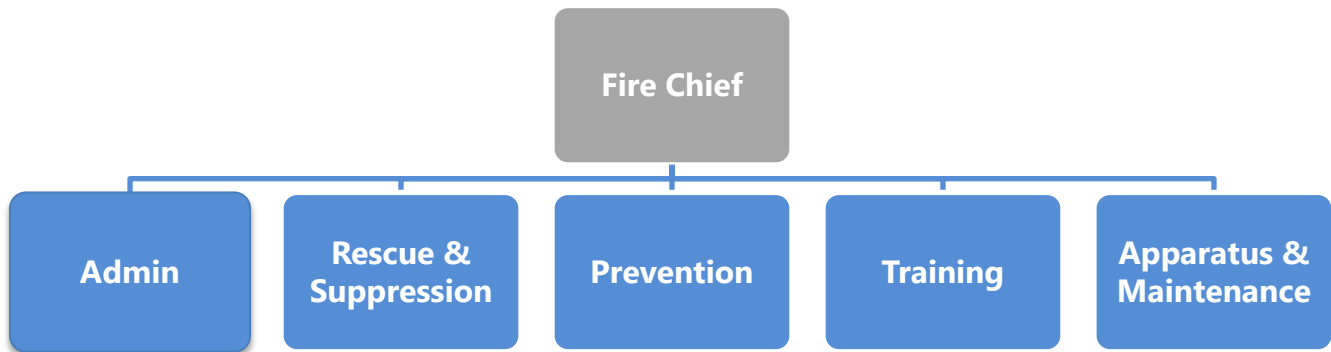 Fire Chief
Admin
Rescue &
Suppression
Prevention
Training
Apparatus &
Maintenance